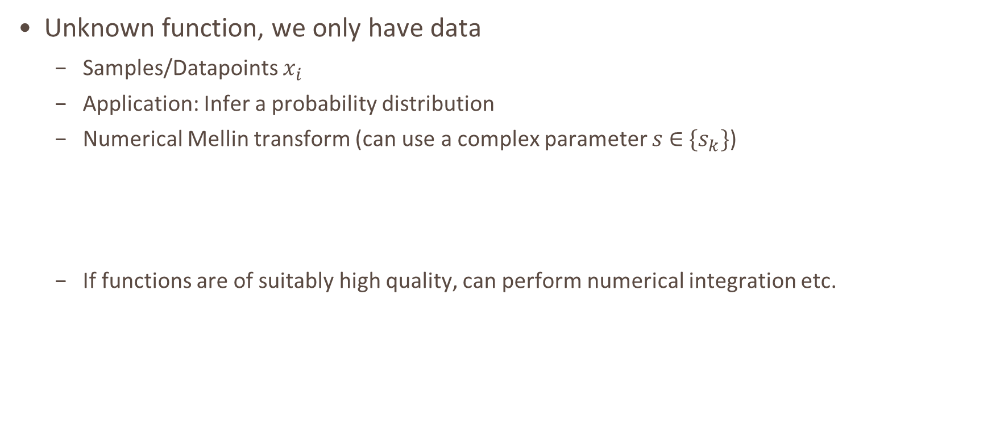 • Unknown function, we only have data
– Samples/Datapoints $x_i$
– Application: Infer a probability distribution
– Numerical Mellin transform (can use a complex parameter $s \in \{s_k\}$)
– If functions are of suitably high quality, can perform numerical integration etc.